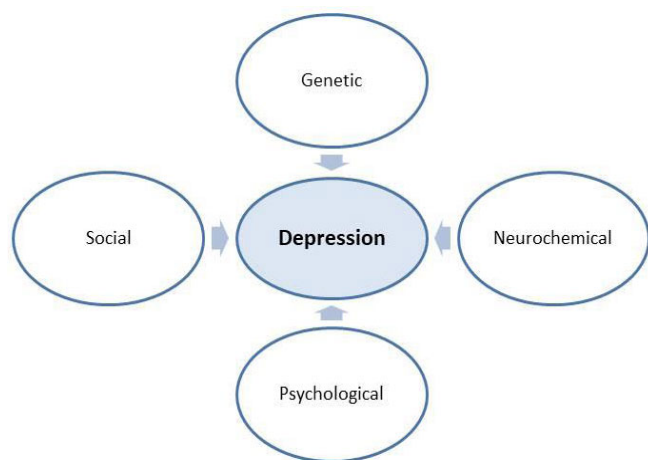 Genetic
Social
Depression
Neurochemical
Psychological